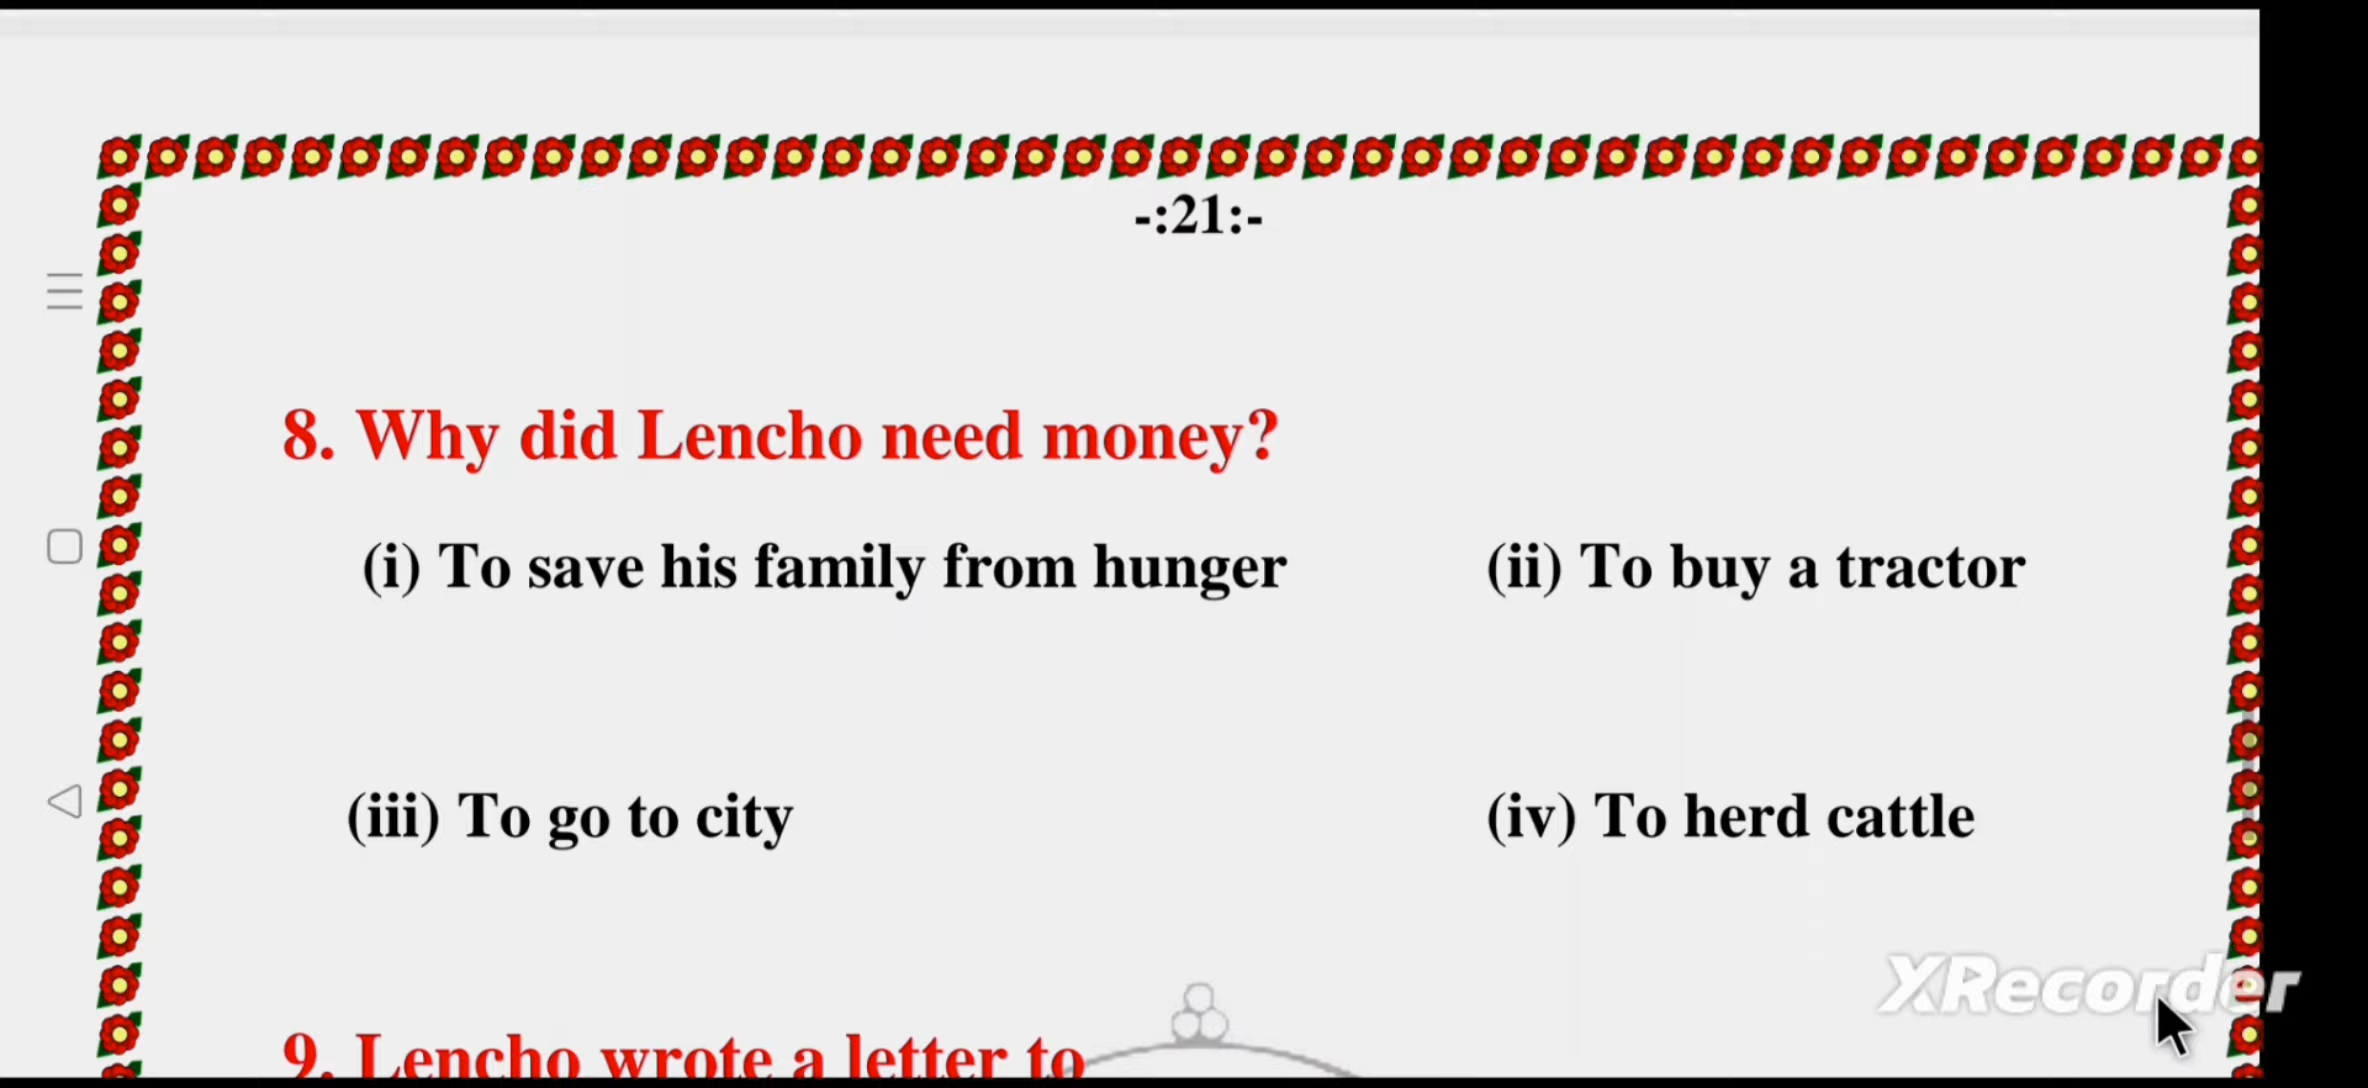 -:21:-
8. Why did Lencho need money?
(i) To save his family from hunger (ii) To buy a tractor
(iii) To go to city (iv) To herd cattle
XRecorder
9. Lencho wrote a letter to